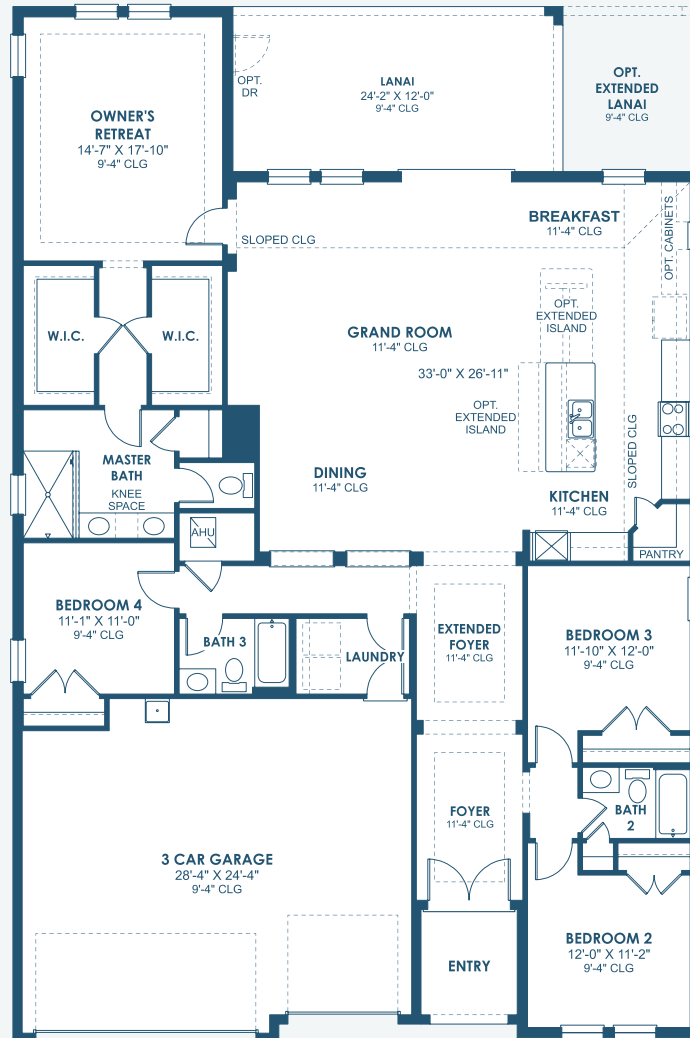 OWNER'S
RETREAT
14'-7" X 17'-10"
9'-4" CLG
OPT.
DR
LANAI
24'-2" X 12'-0"
9'-4" CLG
OPT.
EXTENDED
LANAI
9'-4" CLG
SLOPED CLG
BREAKFAST
11'-4" CLG
OPT. CABINETS
W.I.C.
W.I.C.
GRAND ROOM
11'-4" CLG
33'-0" X 26'-11"
OPT.
EXTENDED
ISLAND
OPT.
EXTENDED
ISLAND
SLOPED CLG
MASTER
BATH
KNEE
SPACE
DINING
11'-4" CLG
KITCHEN
11'-4" CLG
AHU
PANTRY
BEDROOM 4
11'-1" X 11'-0"
9'-4" CLG
BATH 3
LAUNDRY
EXTENDED
FOYER
11'-4" CLG
BEDROOM 3
11'-10" X 12'-0"
9'-4" CLG
FOYER
11'-4" CLG
BATH
2
3 CAR GARAGE
28'-4" X 24'-4"
9'-4" CLG
ENTRY
BEDROOM 2
12'-0" X 11'-2"
9'-4" CLG